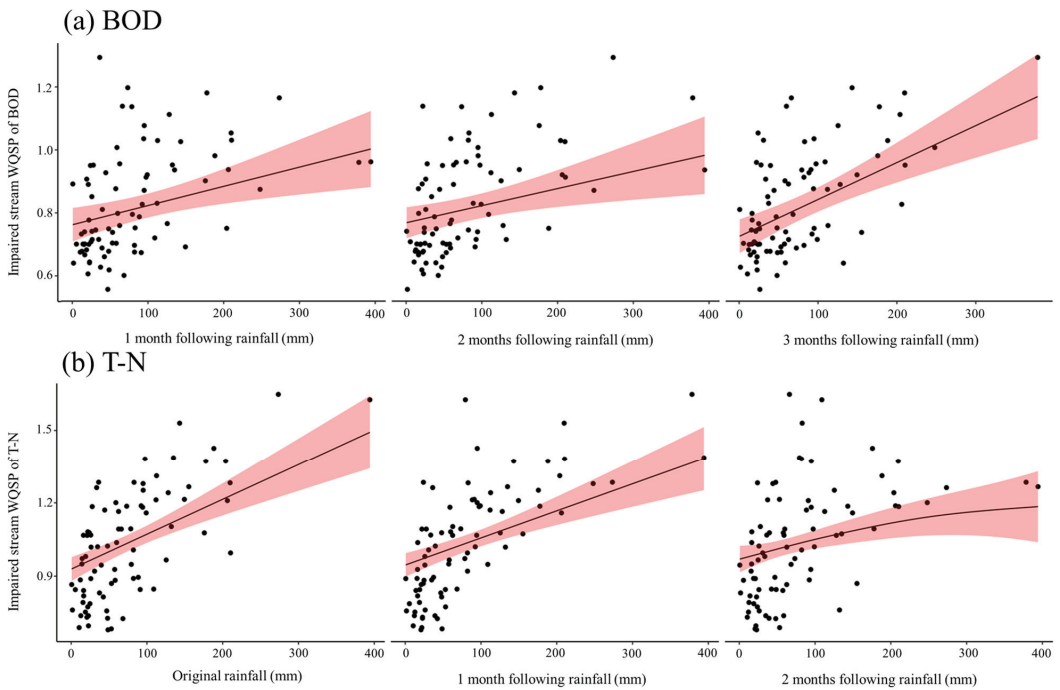 (a) BOD
Impaired stream WQSP of BOD
1.2
1.0
0.8
0.6
0 100 200 300 400
0 100 200 300 400
0 100 200 300
1 month following rainfall (mm)
2 months following rainfall (mm)
3 months following rainfall (mm)
(b) T-N
Impaired stream WQSP of T-N
1.5
1.2
0.9
0 100 200 300 400
0 100 200 300 400
0 100 200 300 400
Original rainfall (mm)
1 month following rainfall (mm)
2 months following rainfall (mm)